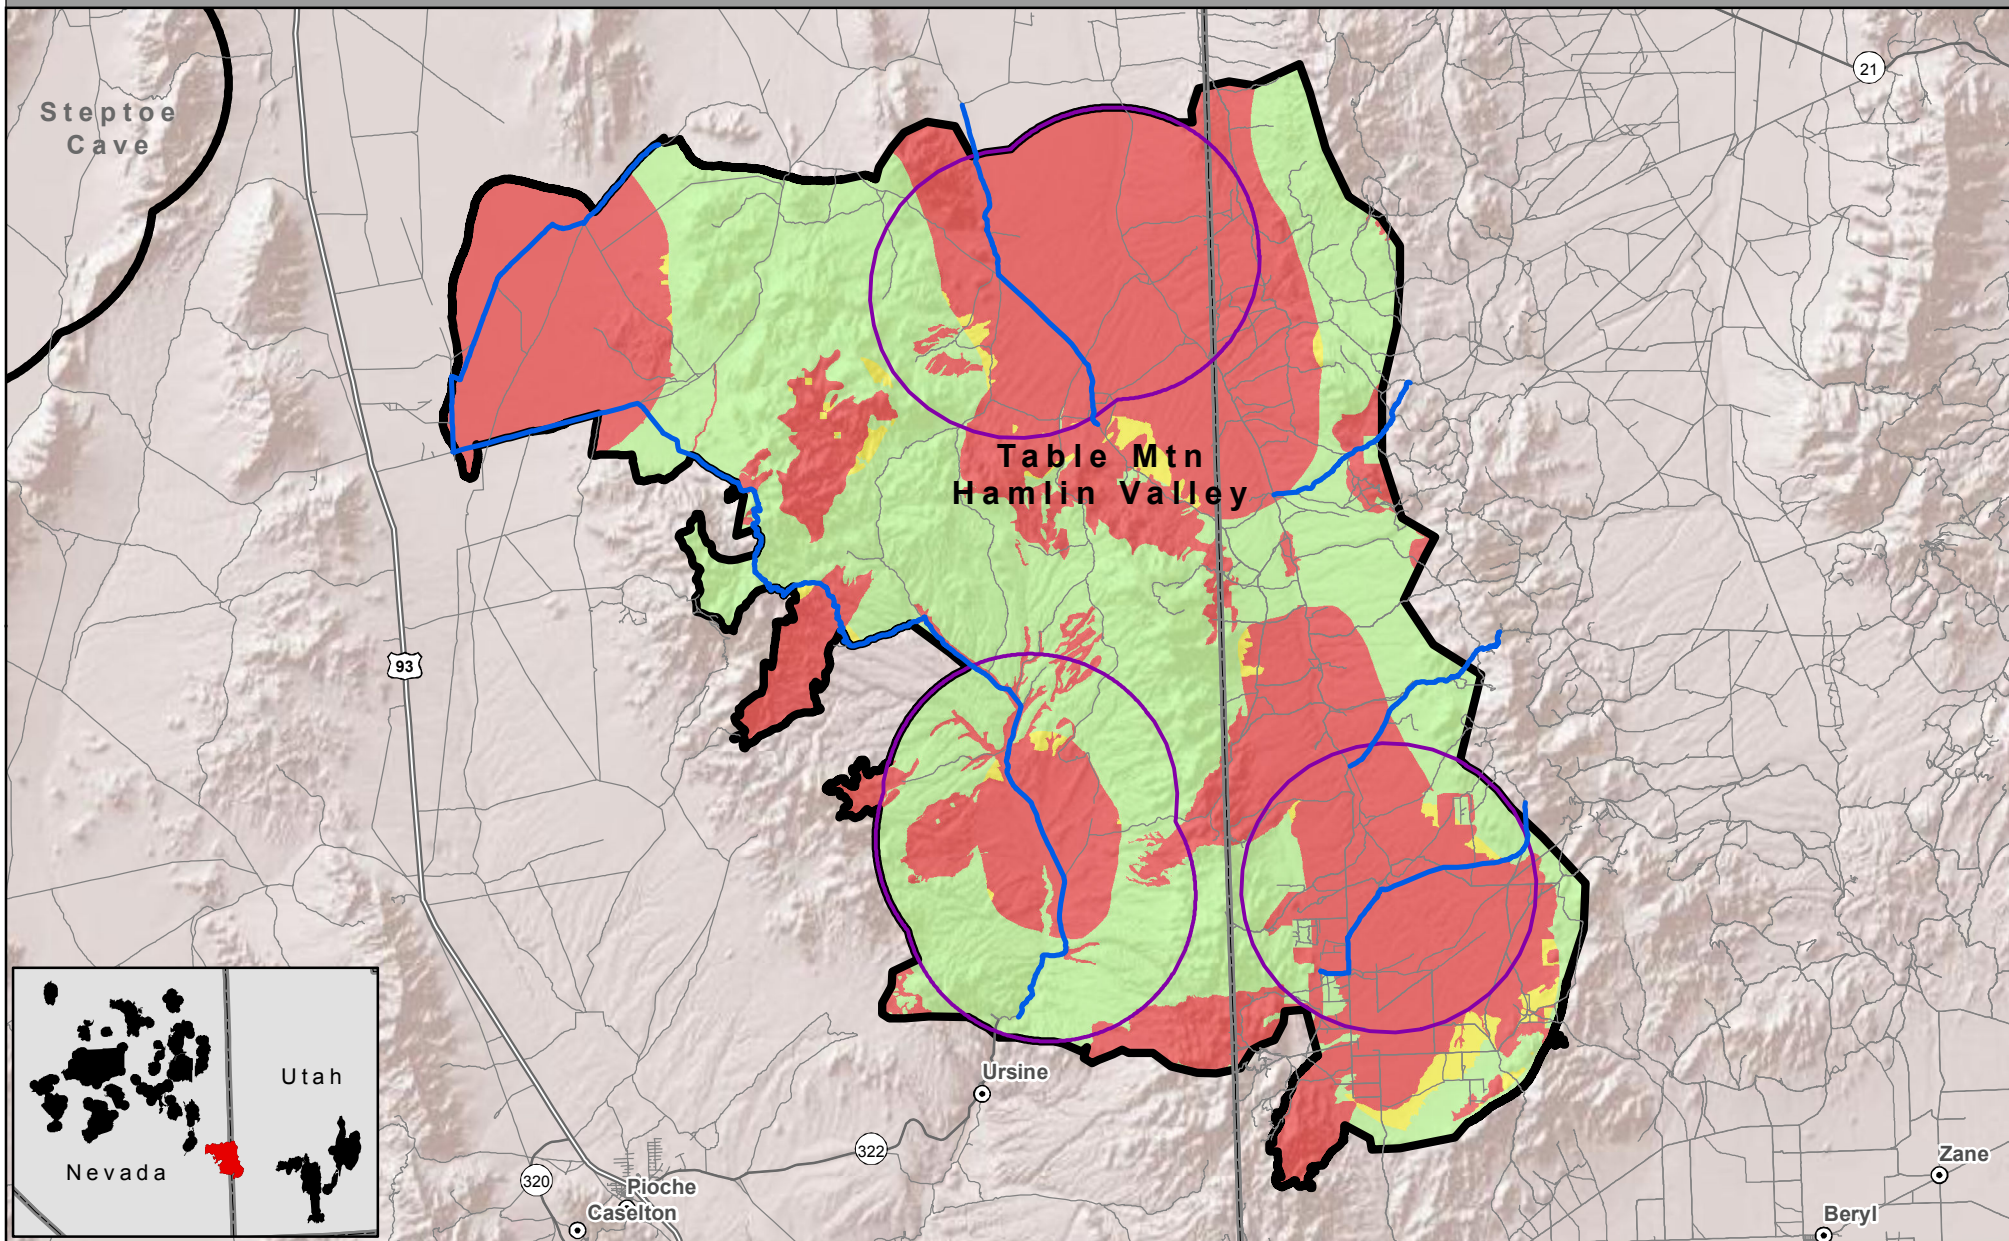 21
Steptoe
Cave
Table Mtn
Hamlin Valley
93
Ursine
Utah
Nevada
322
320
Pioche
Caselton
Zane
Beryl